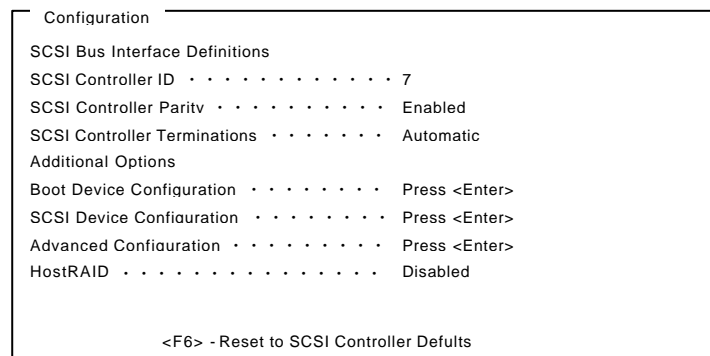 Configuration
SCSI Bus Interface Definitions
SCSI Controller ID ・・・・・・・・・・・・ 7
SCSI Controller Parity ・・・・・・・・・・ Enabled
SCSI Controller Terminations ・・・・・・・ Automatic
Additional Options
Boot Device Configuration ・・・・・・・・ Press <Enter>
SCSI Device Configuration ・・・・・・・・ Press <Enter>
Advanced Configuration ・・・・・・・・・ Press <Enter>
HostRAID ・・・・・・・・・・・・・・・ Disabled
<F6> - Reset to SCSI Controller Defults